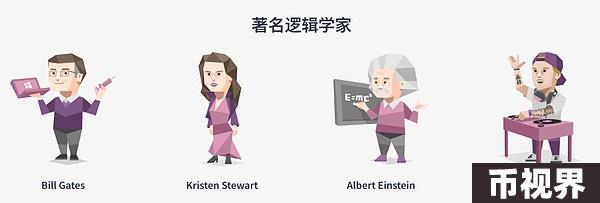 著名逻辑学家
E=mc²
Bill Gates
Kristen Stewart
Albert Einstein
币视界